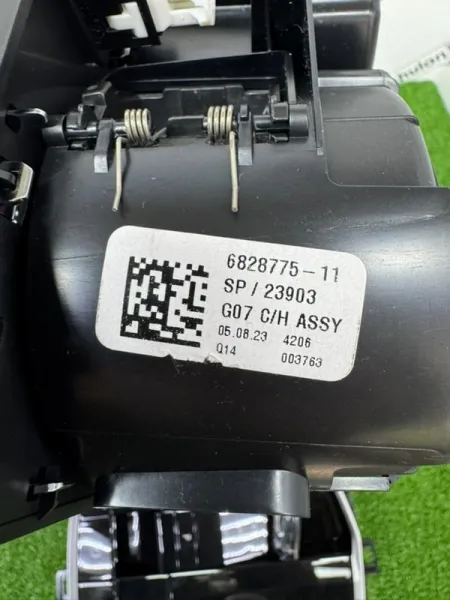 6828775-11
SP/23903
G07 C/H ASSY
05.08.23 4206
Q14 003763